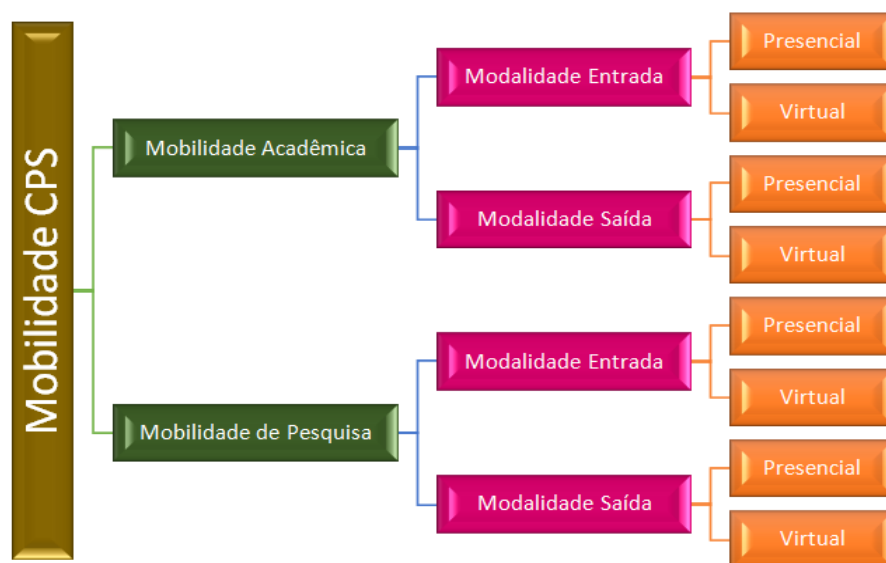 Mobilidade CPS
Mobilidade Acadêmica
Modalidade Entrada
Presencial
Virtual
Modalidade Saída
Presencial
Virtual
Mobilidade de Pesquisa
Modalidade Entrada
Presencial
Virtual
Modalidade Saída
Presencial
Virtual